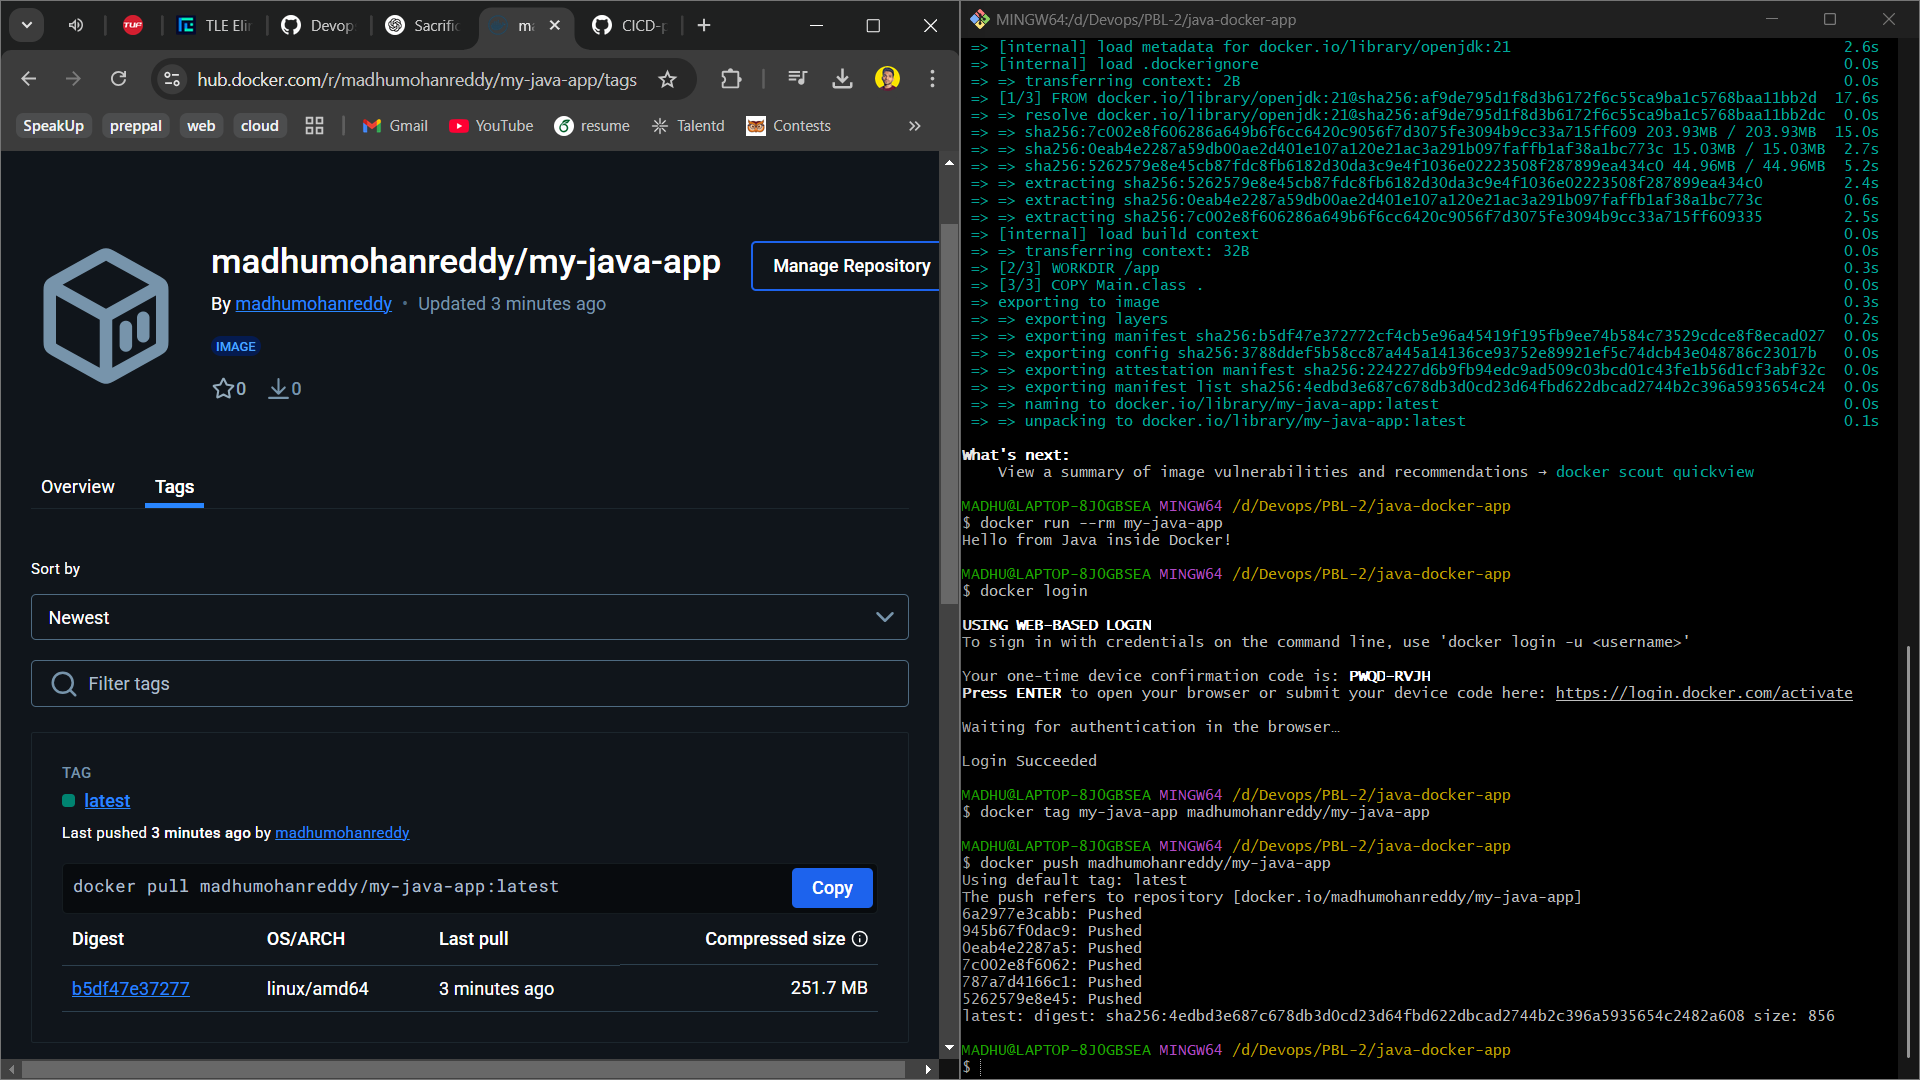 TUF
TLE Elir
Devop
Sacrific
ma
CICD-p
hub.docker.com/r/madhumohanreddy/my-java-app/tags
SpeakUp
preppal
web
cloud
Gmail
YouTube
resume
Talentd
Contests
madhumohanreddy/my-java-app
Manage Repository
By madhumohanreddy • Updated 3 minutes ago
IMAGE
0
0
Overview
Tags
Sort by
Newest
Filter tags
TAG
latest
Last pushed 3 minutes ago by madhumohanreddy
docker pull madhumohanreddy/my-java-app:latest
Copy
Digest OS/ARCH Last pull Compressed size
b5df47e37277 linux/amd64 3 minutes ago 251.7 MB
MINGW64:/d/Devops/PBL-2/java-docker-app
=> [internal] load metadata for docker.io/library/openjdk:21 2.6s
=> [internal] load .dockerignore 0.0s
=> => transferring context: 2B 0.0s
=> [1/3] FROM docker.io/library/openjdk:21@sha256:af9de795d1f8d3b6172f6c55ca9ba1c5768baa11bb2d 17.6s
=> => resolve docker.io/library/openjdk:21@sha256:af9de795d1f8d3b6172f6c55ca9ba1c5768baa11bb2dc 0.0s
=> => sha256:7c002e8f606286a649b6f6cc6420c9056f7d3075fe3094b9cc33a715ff609 203.93MB / 203.93MB 15.0s
=> => sha256:0eab4e2287a59db00ae2d401e107a120e21ac3a291b097faffb1af38a1bc773c 15.03MB / 15.03MB 2.7s
=> => sha256:5262579e8e45cb87fdc8fb6182d30da3c9e4f1036e02223508f287899ea434c0 44.96MB / 44.96MB 5.2s
=> => extracting sha256:5262579e8e45cb87fdc8fb6182d30da3c9e4f1036e02223508f287899ea434c0 2.4s
=> => extracting sha256:0eab4e2287a59db00ae2d401e107a120e21ac3a291b097faffb1af38a1bc773c 0.6s
=> => extracting sha256:7c002e8f606286a649b6f6cc6420c9056f7d3075fe3094b9cc33a715ff609335 2.5s
=> [internal] load build context 0.0s
=> => transferring context: 32B 0.0s
=> [2/3] WORKDIR /app 0.3s
=> [3/3] COPY Main.class . 0.0s
=> exporting to image 0.3s
=> => exporting layers 0.2s
=> => exporting manifest sha256:b5df47e372772cf4cb5e96a45419f195fb9ee74b584c73529cdce8f8ecad027 0.0s
=> => exporting config sha256:3788ddef5b58cc87a445a14136ce93752e89921ef5c74dcb43e048786c23017b 0.0s
=> => exporting attestation manifest sha256:224227d6b9fb94edc9ad509c03bcd01c43fe1b56d1cf3abf32c 0.0s
=> => exporting manifest list sha256:4edbd3e687c678db3d0cd23d64fbd622dbcad2744b2c396a5935654c24 0.0s
=> => naming to docker.io/library/my-java-app:latest 0.0s
=> => unpacking to docker.io/library/my-java-app:latest 0.1s
What's next:
View a summary of image vulnerabilities and recommendations → docker scout quickview
MADHU@LAPTOP-8J0GBSEA MINGW64 /d/Devops/PBL-2/java-docker-app
$ docker run --rm my-java-app
Hello from Java inside Docker!
MADHU@LAPTOP-8J0GBSEA MINGW64 /d/Devops/PBL-2/java-docker-app
$ docker login
USING WEB-BASED LOGIN
To sign in with credentials on the command line, use 'docker login -u <username>'
Your one-time device confirmation code is: PWQD-RVJH
Press ENTER to open your browser or submit your device code here: https://login.docker.com/activate
Waiting for authentication in the browser…
Login Succeeded
MADHU@LAPTOP-8J0GBSEA MINGW64 /d/Devops/PBL-2/java-docker-app
$ docker tag my-java-app madhumohanreddy/my-java-app
MADHU@LAPTOP-8J0GBSEA MINGW64 /d/Devops/PBL-2/java-docker-app
$ docker push madhumohanreddy/my-java-app
Using default tag: latest
The push refers to repository [docker.io/madhumohanreddy/my-java-app]
6a2977e3cabb: Pushed
945b67f0dac9: Pushed
0eab4e2287a5: Pushed
7c002e8f6062: Pushed
787a7d4166c1: Pushed
5262579e8e45: Pushed
latest: digest: sha256:4edbd3e687c678db3d0cd23d64fbd622dbcad2744b2c396a5935654c2482a608 size: 856
MADHU@LAPTOP-8J0GBSEA MINGW64 /d/Devops/PBL-2/java-docker-app
$